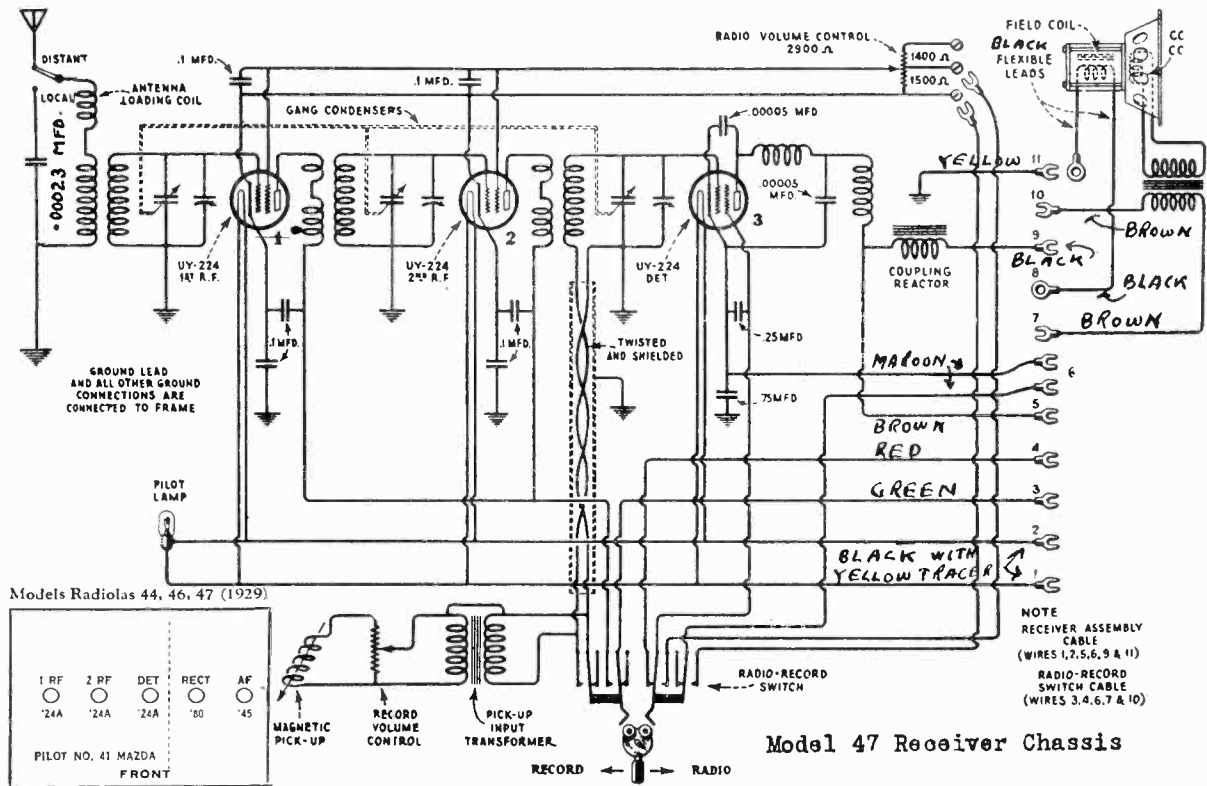 DISTANT
LOCAL
.00023 MFD.
ANTENNA
LOADING COIL
.1 MFD.
.1 MFD.
GANG CONDENSERS
RADIO VOLUME CONTROL
2900 Ω
1400 Ω
1500 Ω
FIELD COIL
BLACK
FLEXIBLE
LEADS
CC
CC
.00005 MFD
.00005
MFD.
YELLOW
11
10
BROWN
9
BLACK
8
BLACK
7
BROWN
COUPLING
REACTOR
1
UY-224
1ST R.F.
2
UY-224
2ND R.F.
3
UY-224
DET
.1MFD.
.1 MFD.
.25MFD
.75MFD
TWISTED
AND SHIELDED
GROUND LEAD
AND ALL OTHER GROUND
CONNECTIONS ARE
CONNECTED TO FRAME
MAROON
6
BROWN
5
RED
4
GREEN
3
2
BLACK WITH
YELLOW TRACER
1
PILOT
LAMP
Models Radiolas 44, 46, 47 (1929)
1 RF 2 RF DET RECT AF
'24A '24A '24A '80 '45
PILOT NO. 41 MAZDA
FRONT
MAGNETIC
PICK-UP
RECORD
VOLUME
CONTROL
PICK-UP
INPUT
TRANSFORMER
RADIO-RECORD
SWITCH
NOTE
RECEIVER ASSEMBLY
CABLE
(WIRES 1,2,5,6,9 & 11)
RADIO-RECORD
SWITCH CABLE
(WIRES 3,4,6,7 & 10)
RECORD RADIO
Model 47 Receiver Chassis